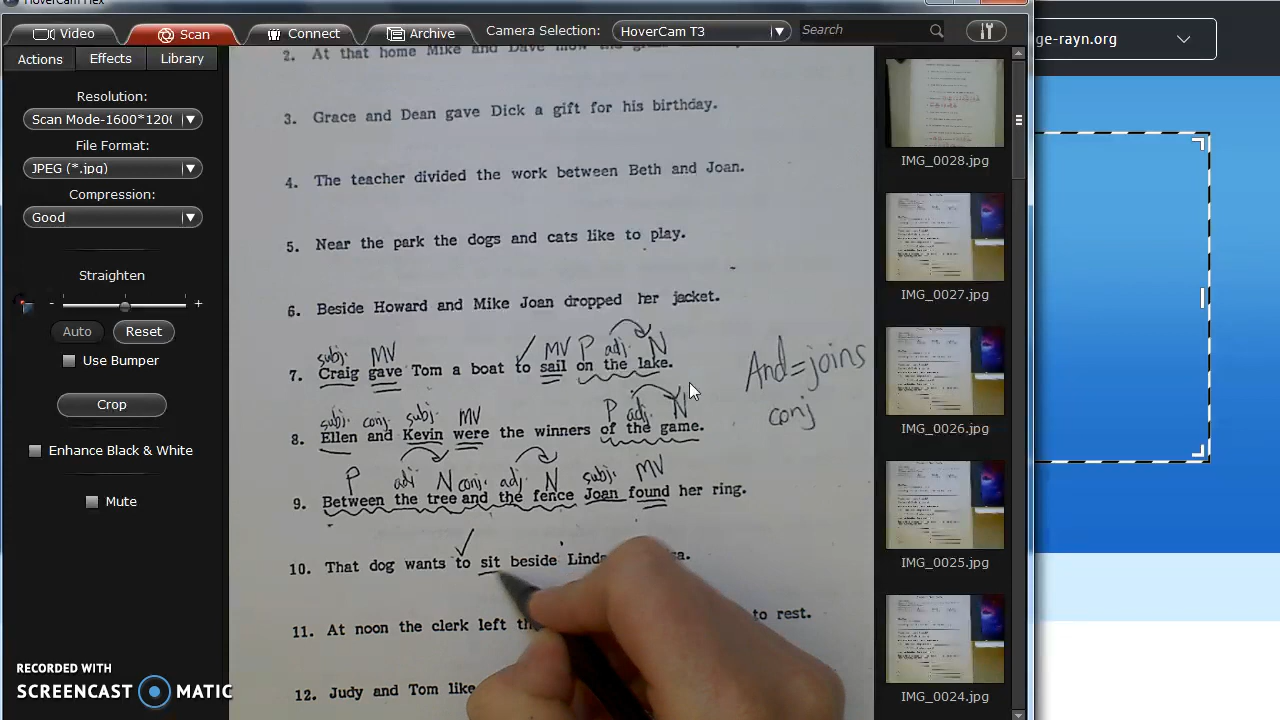 HoverCam Flex
Video
Scan
Connect
Archive
Camera Selection:
HoverCam T3
Search
ge-rayn.org
Actions
Effects
Library
Resolution:
Scan Mode-1600*1200
File Format:
JPEG (*.jpg)
Compression:
Good
Straighten
-
+
Auto
Reset
Use Bumper
Crop
Enhance Black & White
Mute
RECORDED WITH
SCREENCAST MATIC
2. At that home Mike and Dave mow the
3. Grace and Dean gave Dick a gift for his birthday.
4. The teacher divided the work between Beth and Joan.
5. Near the park the dogs and cats like to play.
6. Beside Howard and Mike Joan dropped her jacket.
subj. MV ✓ MV P adj. N
7. Craig gave Tom a boat to sail on the lake.
And=joins
conj
subj. conj. subj. MV P adj. N
8. Ellen and Kevin were the winners of the game.
P adj N conj. adj. N subj. MV
9. Between the tree and the fence Joan found her ring.
✓
10. That dog wants to sit beside
11. At noon the clerk left to rest.
12. Judy and Tom like
IMG_0028.jpg
IMG_0027.jpg
IMG_0026.jpg
IMG_0025.jpg
IMG_0024.jpg